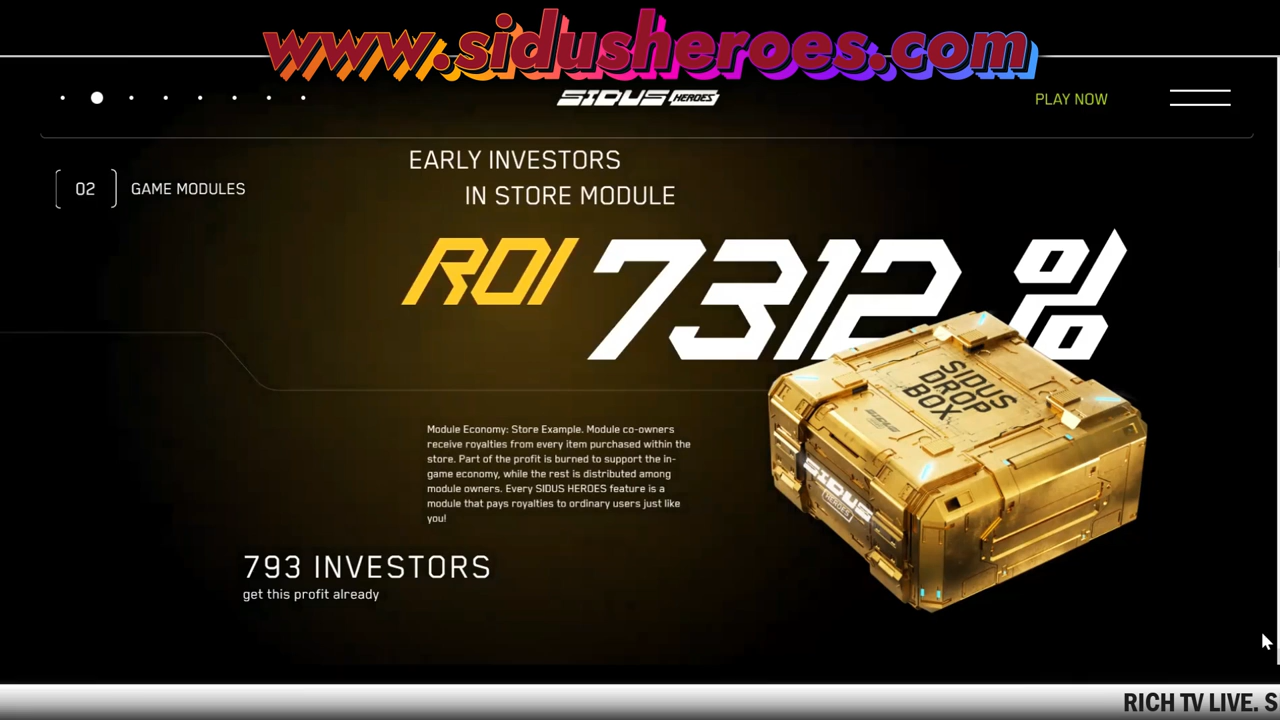 www.sidusheroes.com
SIDUS HEROES
PLAY NOW
EARLY INVESTORS
IN STORE MODULE
02 GAME MODULES
ROI 7312 %
SIDUS
DROP
BOX
Module Economy: Store Example. Module co-owners
receive royalties from every item purchased within the
store. Part of the profit is burned to support the in-
game economy, while the rest is distributed among
module owners. Every SIDUS HEROES feature is a
module that pays royalties to ordinary users just like
you!
SIDUS
HEROES
793 INVESTORS
get this profit already
RICH TV LIVE. S